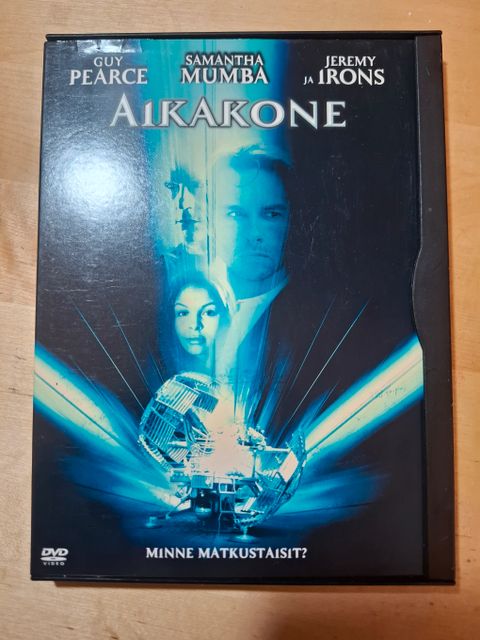 GUY
PEARCE
SAMANTHA
MUMBA
JEREMY
JA IRONS
AIKAKONE
MINNE MATKUSTAISIT?
DVD
VIDEO